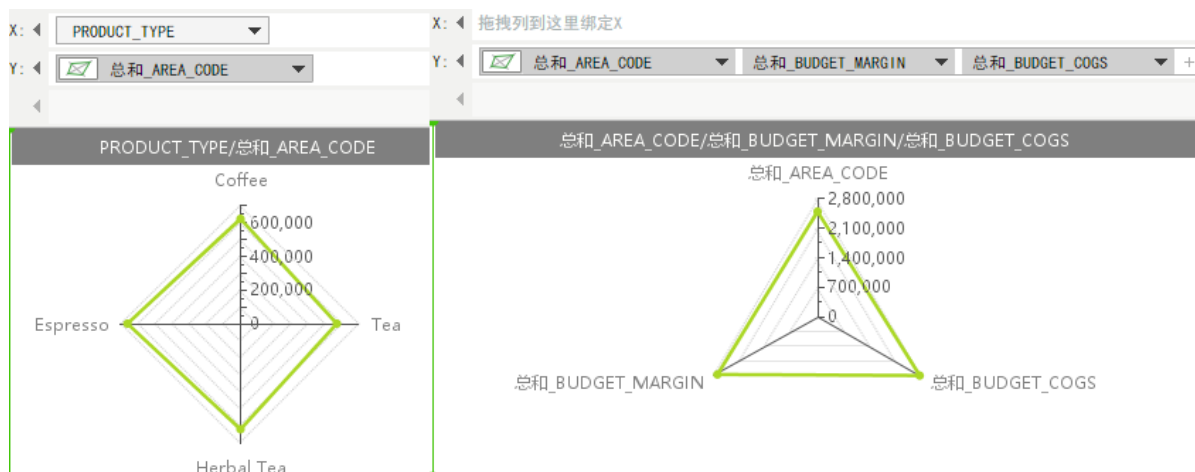 X: PRODUCT_TYPE
Y: 总和_AREA_CODE
PRODUCT_TYPE/总和_AREA_CODE
Coffee
600,000
400,000
200,000
0
Espresso
Tea
Herbal Tea
X: 拖拽列到这里绑定X
Y: 总和_AREA_CODE 总和_BUDGET_MARGIN 总和_BUDGET_COGS +
总和_AREA_CODE/总和_BUDGET_MARGIN/总和_BUDGET_COGS
总和_AREA_CODE
2,800,000
2,100,000
1,400,000
700,000
0
总和_BUDGET_MARGIN
总和_BUDGET_COGS